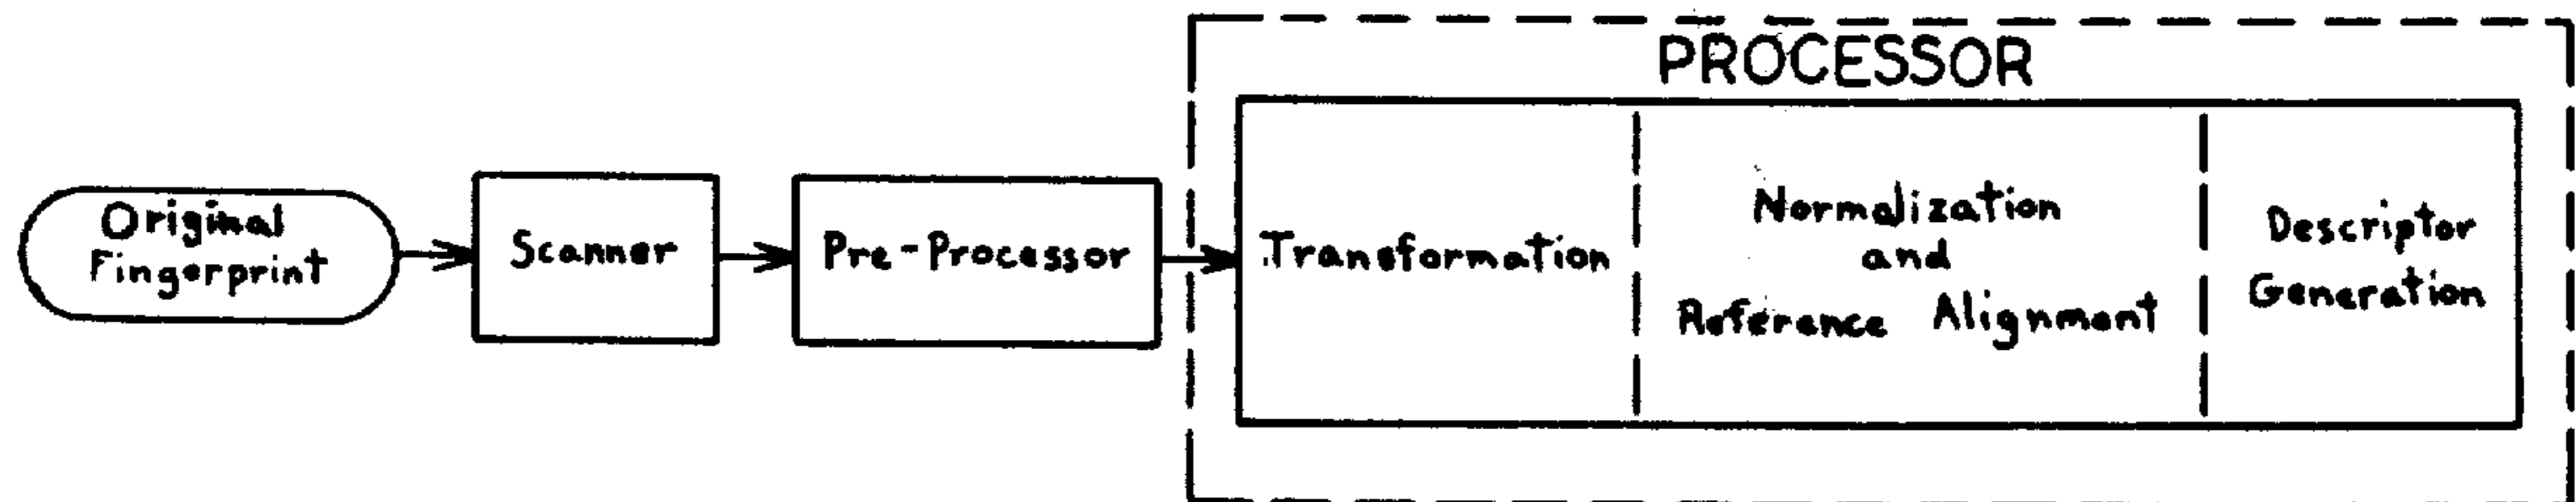 PROCESSOR
Original
Fingerprint
Scanner
Pre-Processor
Transformation
Normalization
and
Reference Alignment
Descriptor
Generation